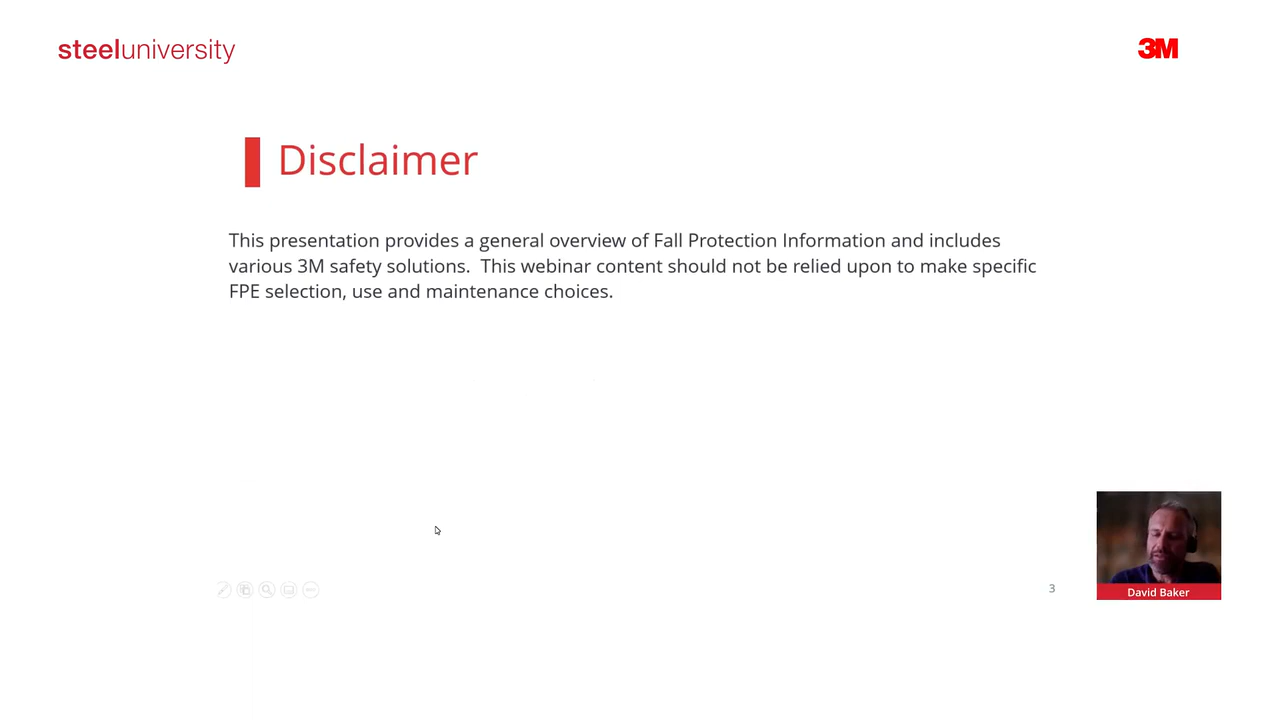 steeluniversity
3M
Disclaimer
This presentation provides a general overview of Fall Protection Information and includes
various 3M safety solutions.  This webinar content should not be relied upon to make specific
FPE selection, use and maintenance choices.
3
David Baker